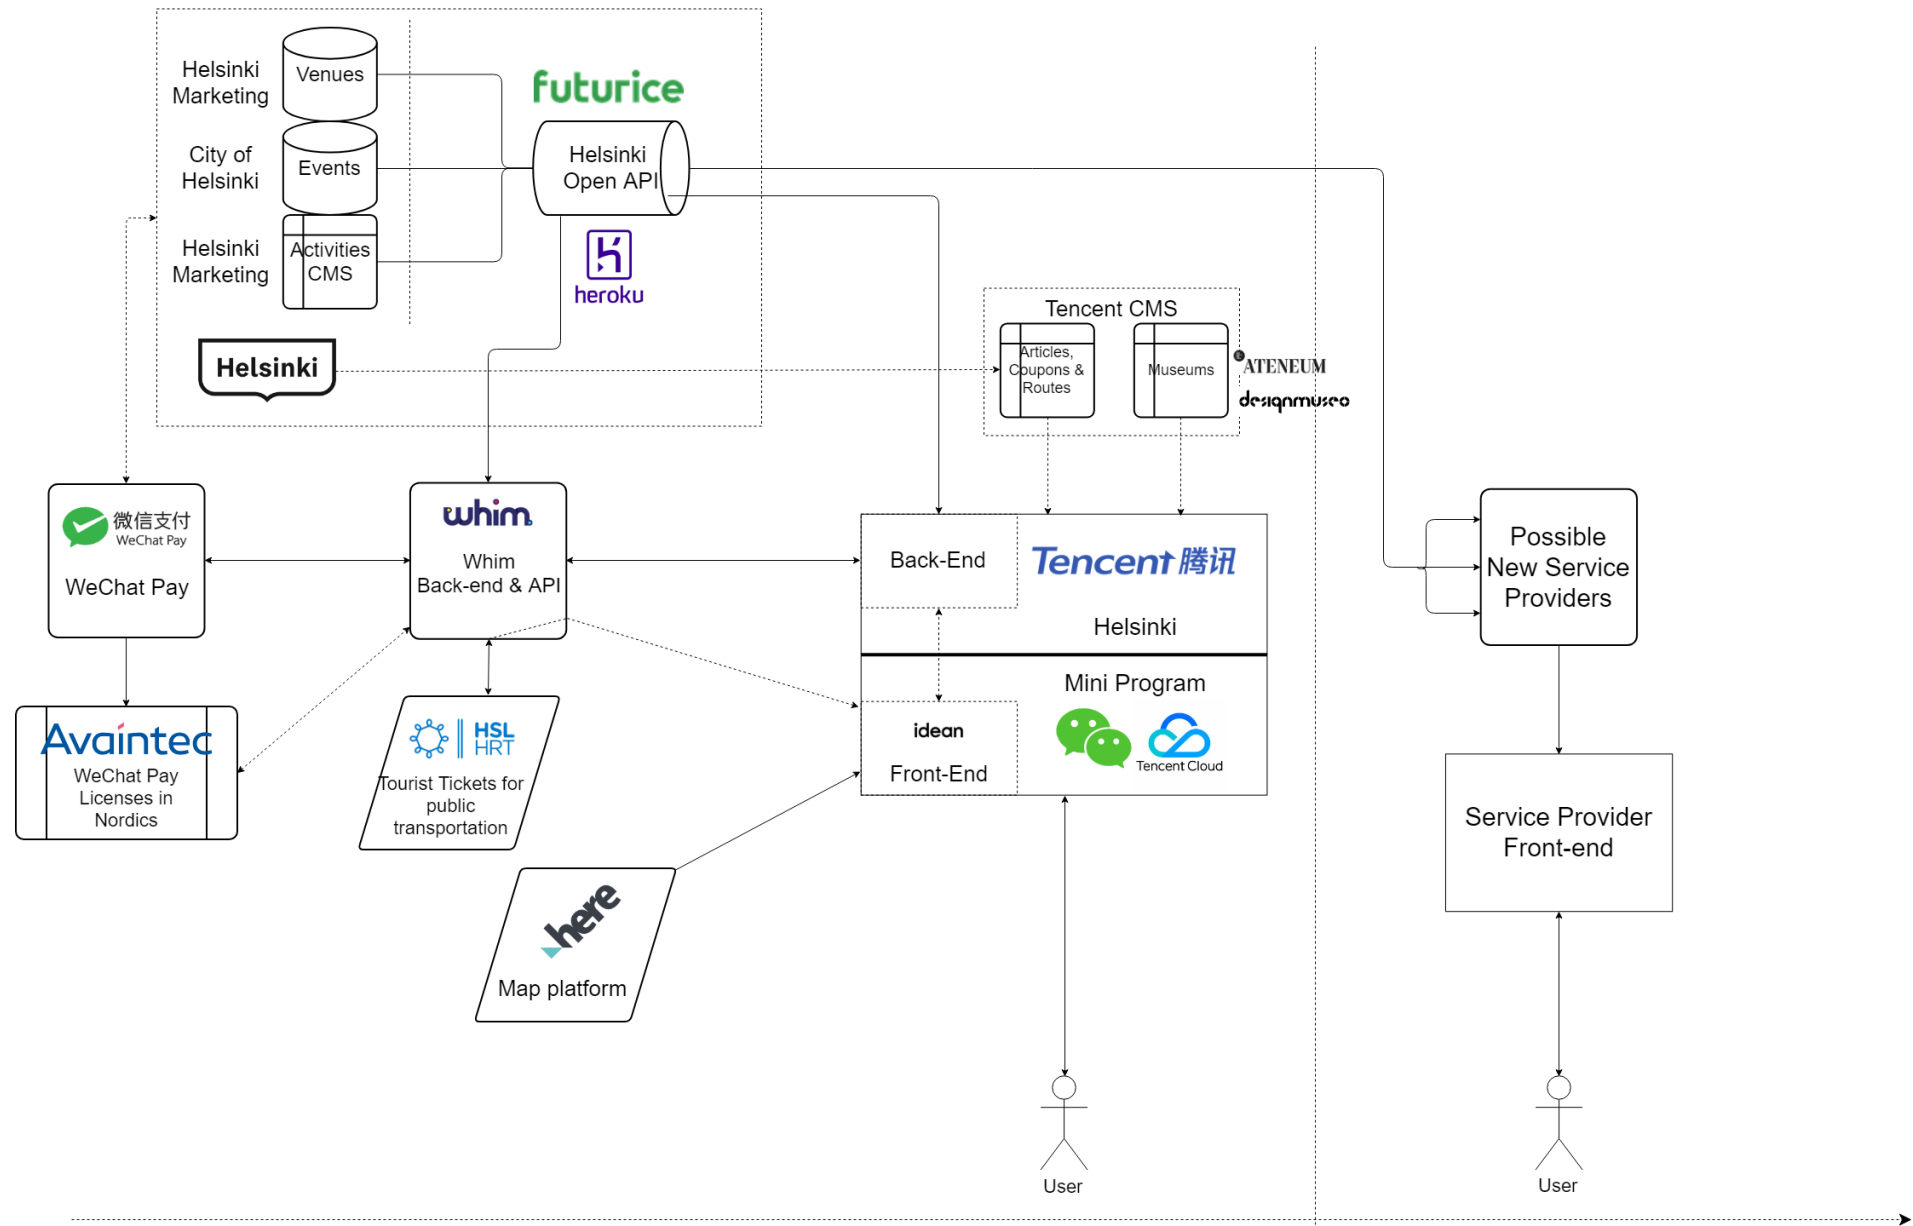 Helsinki
Marketing
Venues
futurice
City of
Helsinki
Events
Helsinki
Open API
Helsinki
Marketing
Activities
CMS
heroku
Helsinki
Tencent CMS
Articles,
Coupons &
Routes
Museums
ATENEUM
designmuseo
微信支付
WeChat Pay
WeChat Pay
whim
Whim
Back-end & API
Back-End
Tencent 腾讯
Helsinki
Possible
New Service
Providers
Avaintec
WeChat Pay
Licenses in
Nordics
HSL
HRT
Tourist Tickets for
public
transportation
Mini Program
idean
Front-End
Tencent Cloud
Service Provider
Front-end
here
Map platform
User
User